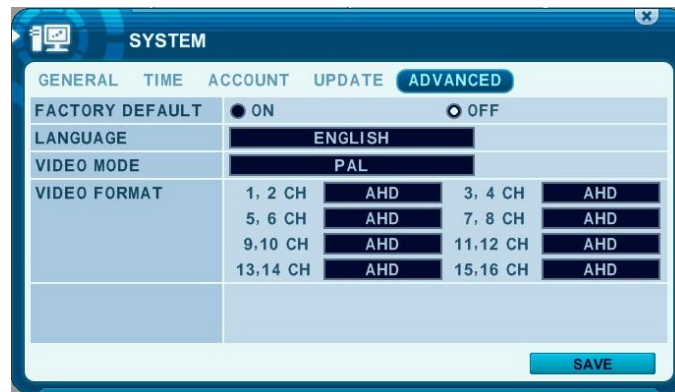 SYSTEM
GENERAL TIME ACCOUNT UPDATE ADVANCED
FACTORY DEFAULT ON OFF
LANGUAGE ENGLISH
VIDEO MODE PAL
VIDEO FORMAT 1, 2 CH AHD 3, 4 CH AHD
5, 6 CH AHD 7, 8 CH AHD
9,10 CH AHD 11,12 CH AHD
13,14 CH AHD 15,16 CH AHD
SAVE